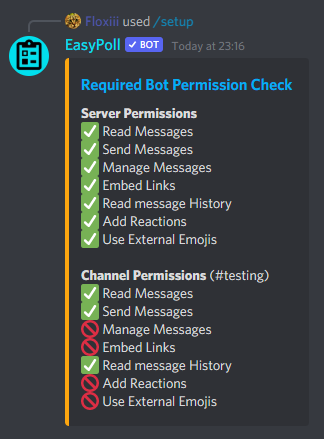 Floxiii used /setup
EasyPoll ✓ BOT Today at 23:16
Required Bot Permission Check
Server Permissions
✅ Read Messages
✅ Send Messages
✅ Manage Messages
✅ Embed Links
✅ Read message History
✅ Add Reactions
✅ Use External Emojis
Channel Permissions (#testing)
✅ Read Messages
✅ Send Messages
🚫 Manage Messages
🚫 Embed Links
✅ Read message History
🚫 Add Reactions
🚫 Use External Emojis